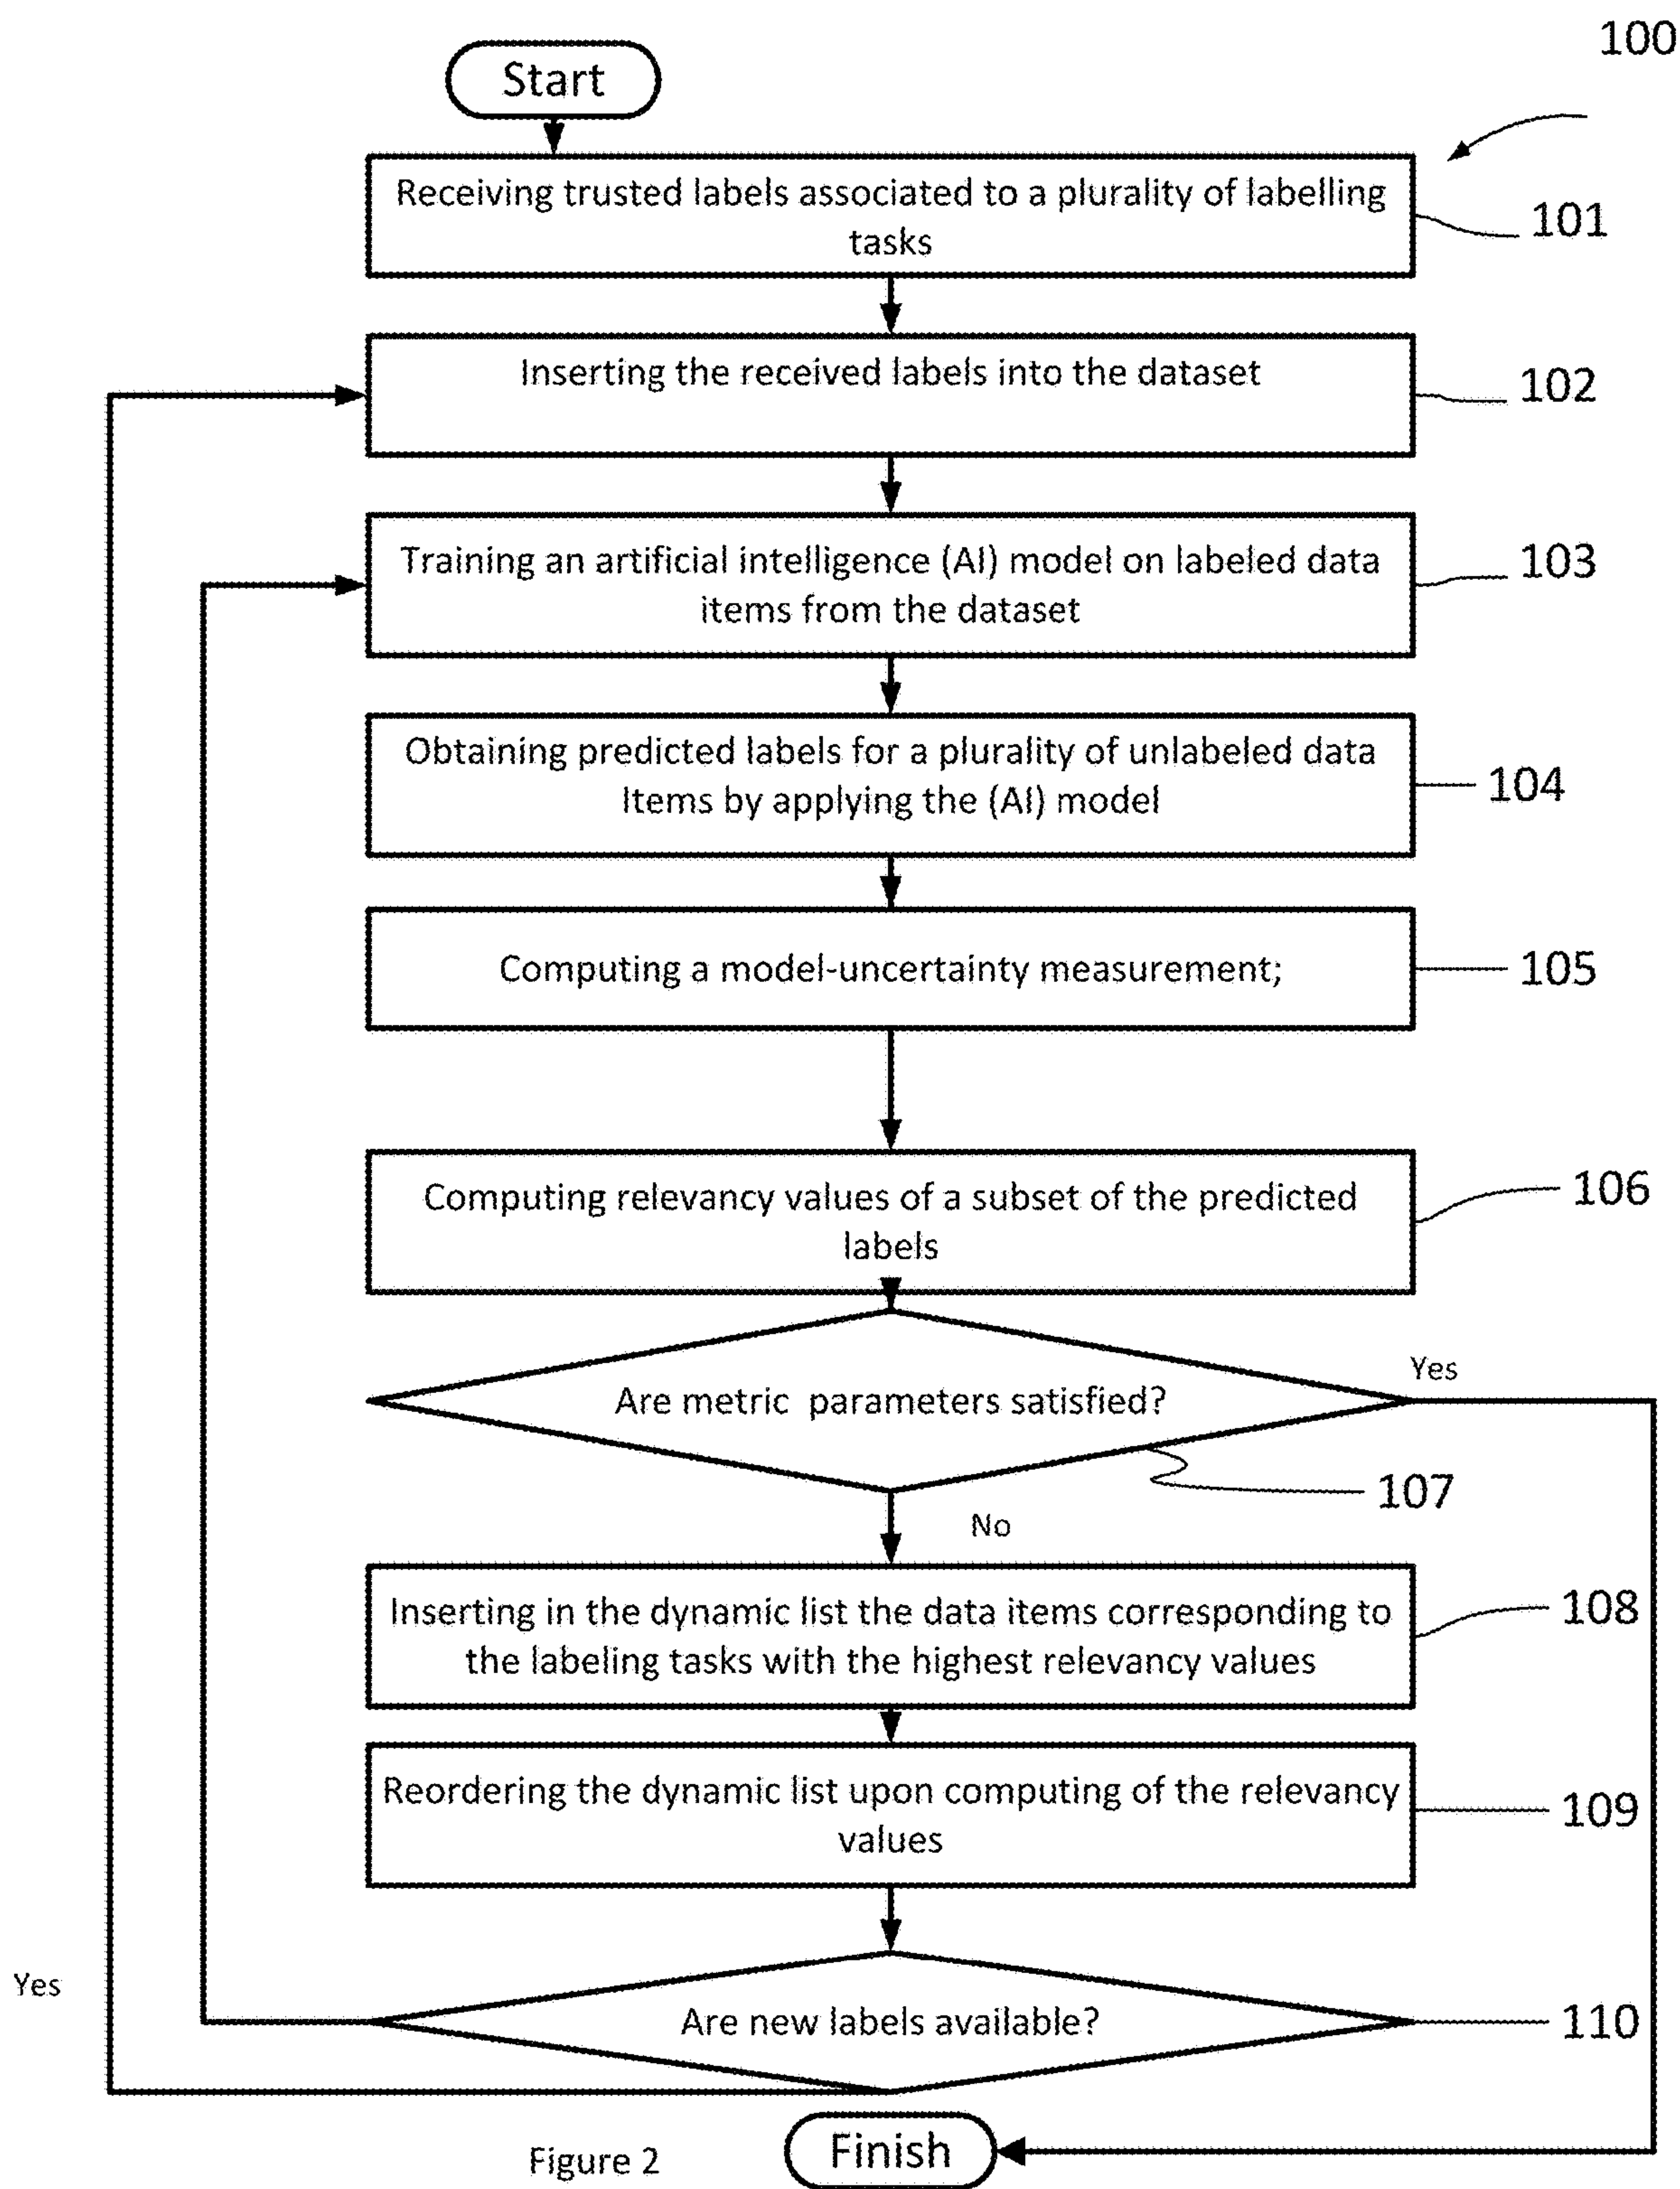 100
Start
Receiving trusted labels associated to a plurality of labelling
tasks
101
Inserting the received labels into the dataset
102
Training an artificial intelligence (AI) model on labeled data
items from the dataset
103
Obtaining predicted labels for a plurality of unlabeled data
Items by applying the (AI) model
104
Computing a model-uncertainty measurement;
105
Computing relevancy values of a subset of the predicted
labels
106
Are metric parameters satisfied?
Yes
107
No
Inserting in the dynamic list the data items corresponding to
the labeling tasks with the highest relevancy values
108
Reordering the dynamic list upon computing of the relevancy
values
109
Yes
Are new labels available?
110
Finish
Figure 2